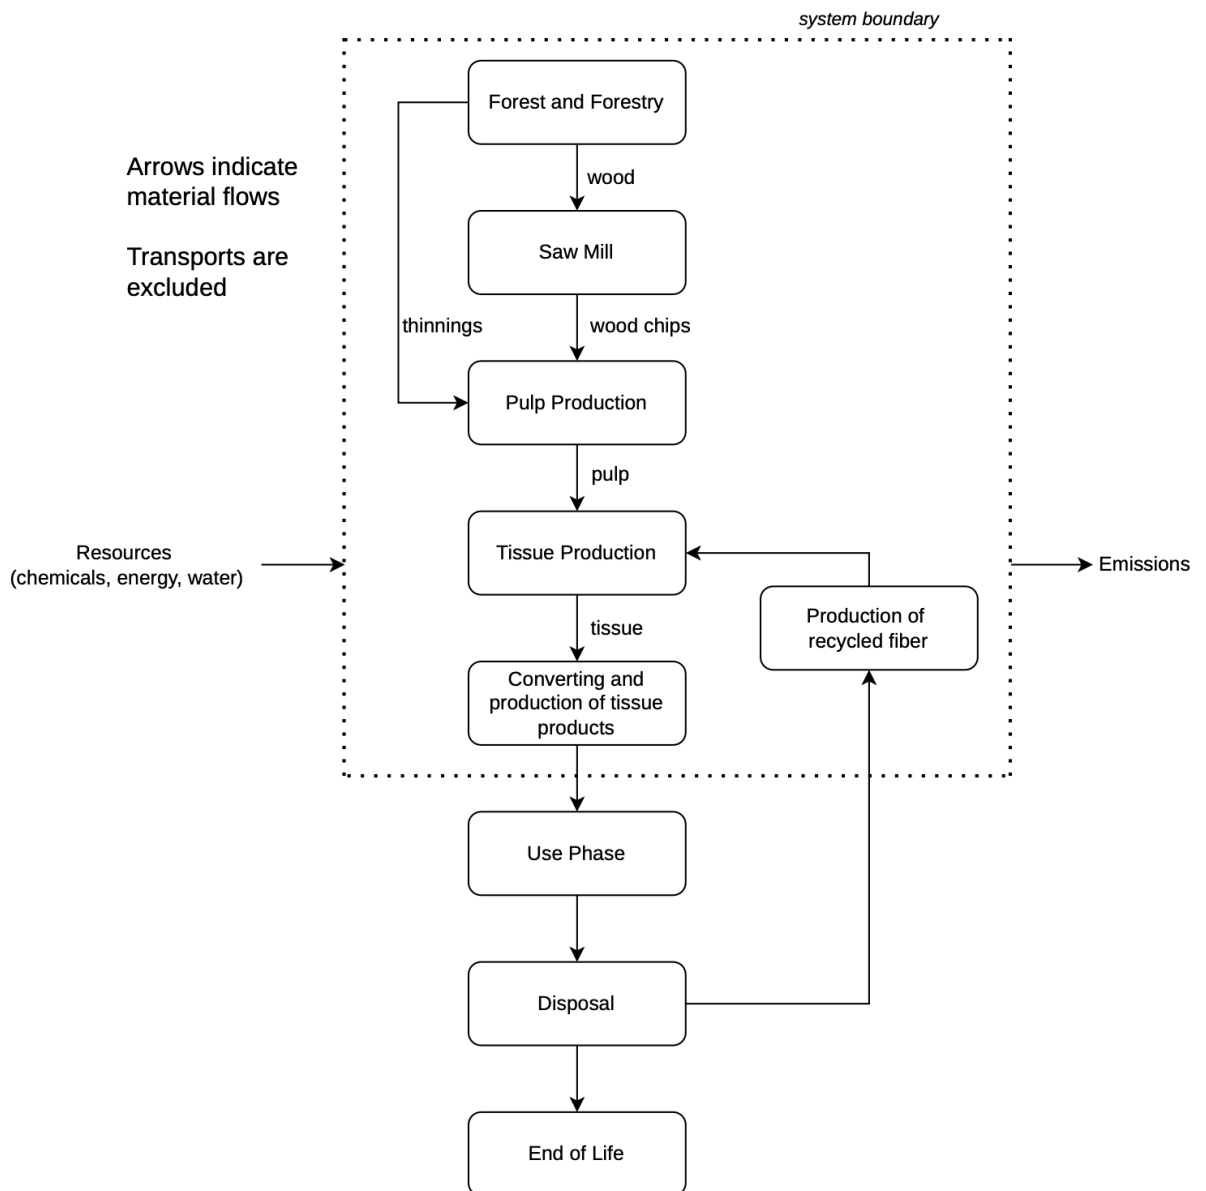 system boundary
Forest and Forestry
Arrows indicate
material flows
wood
Transports are
excluded
Saw Mill
thinnings
wood chips
Pulp Production
pulp
Resources
(chemicals, energy, water)
Tissue Production
Emissions
Production of
recycled fiber
tissue
Converting and
production of tissue
products
Use Phase
Disposal
End of Life